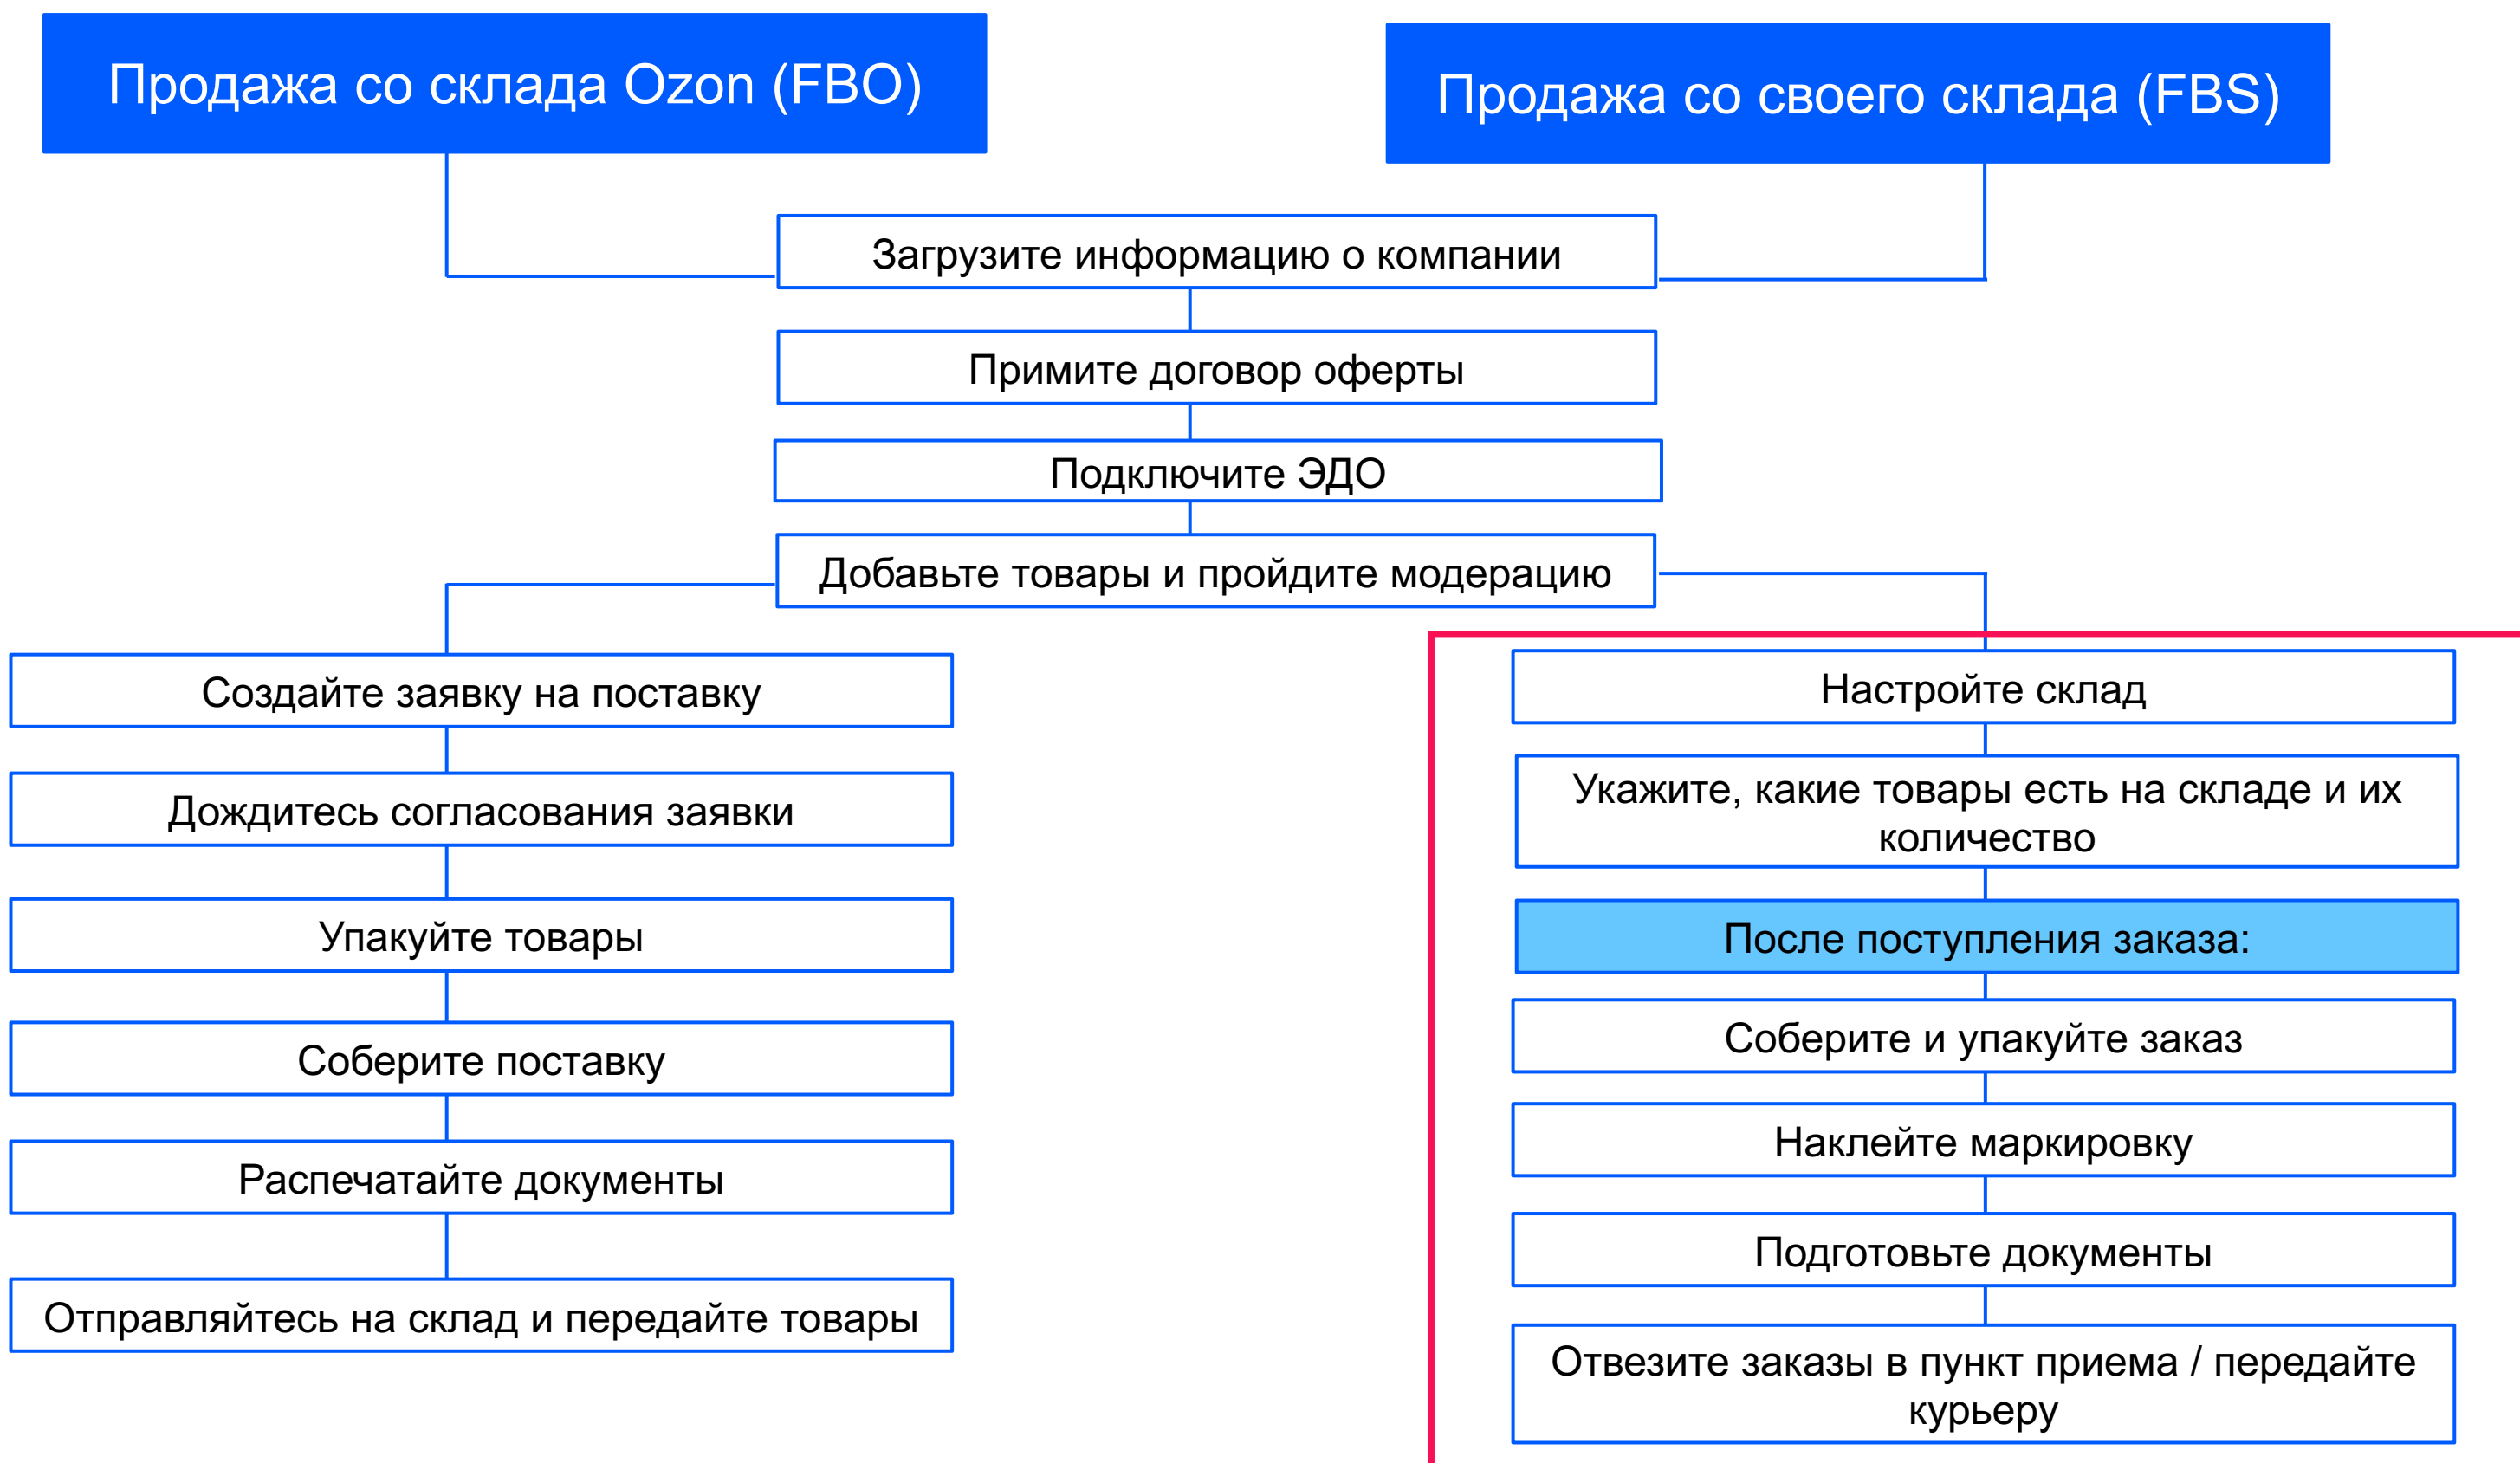 Продажа со склада Ozon (FBO)
Продажа со своего склада (FBS)
Загрузите информацию о компании
Примите договор оферты
Подключите ЭДО
Добавьте товары и пройдите модерацию
Создайте заявку на поставку
Дождитесь согласования заявки
Упакуйте товары
Соберите поставку
Распечатайте документы
Отправляйтесь на склад и передайте товары
Настройте склад
Укажите, какие товары есть на складе и их
количество
После поступления заказа:
Соберите и упакуйте заказ
Наклейте маркировку
Подготовьте документы
Отвезите заказы в пункт приема / передайте
курьеру